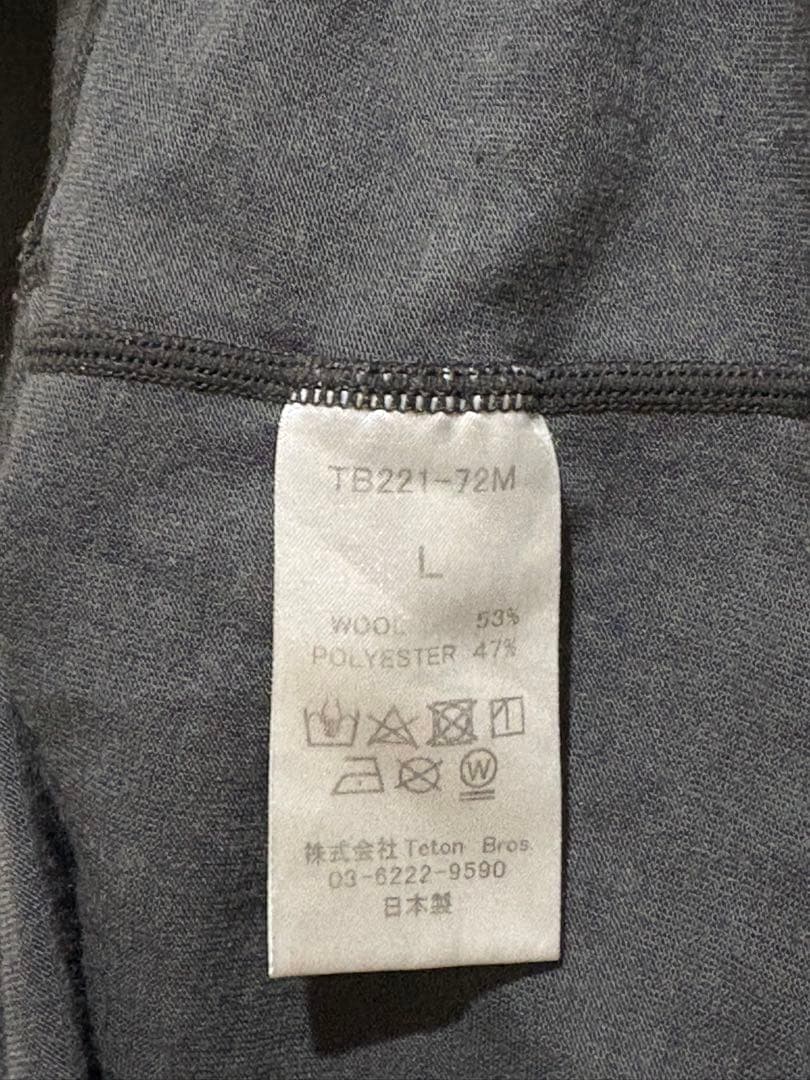 TB221-72M
L
WOOL 53%
POLYESTER 47%
W
株式会社 Teton Bros.
03-6222-9590
日本製